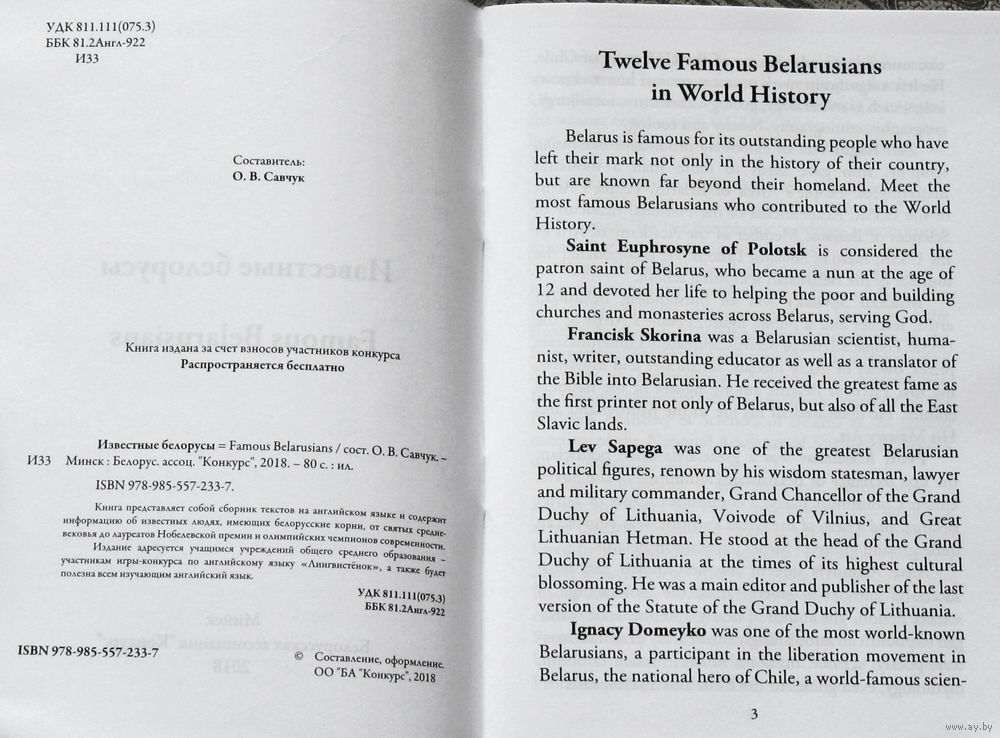 УДК 811.111(075.3)
ББК 81.2Англ-922
И33
Составитель:
О. В. Савчук
Книга издана за счет взносов участников конкурса
Распространяется бесплатно
Известные белорусы = Famous Belarusians / сост. О. В. Савчук. –
И33 Минск : Белорус. ассоц. "Конкурс", 2018. – 80 с. : ил.
ISBN 978-985-557-233-7.
Книга представляет собой сборник текстов на английском языке и содержит
информацию об известных людях, имеющих белорусские корни, от святых средне-
вековья до лауреатов Нобелевской премии и олимпийских чемпионов современности.
Издание адресуется учащимся учреждений общего среднего образования –
участникам игры-конкурса по английскому языку «Лингвистёнок», а также будет
полезна всем изучающим английский язык.
УДК 811.111(075.3)
ББК 81.2Англ-922
ISBN 978-985-557-233-7
© Составление, оформление.
ОО "БА "Конкурс", 2018
Twelve Famous Belarusians
in World History
Belarus is famous for its outstanding people who have
left their mark not only in the history of their country,
but are known far beyond their homeland. Meet the
most famous Belarusians who contributed to the World
History.
Saint Euphrosyne of Polotsk is considered the
patron saint of Belarus, who became a nun at the age of
12 and devoted her life to helping the poor and building
churches and monasteries across Belarus, serving God.
Francisk Skorina was a Belarusian scientist, huma-
nist, writer, outstanding educator as well as a translator of
the Bible into Belarusian. He received the greatest fame as
the first printer not only of Belarus, but also of all the East
Slavic lands.
Lev Sapega was one of the greatest Belarusian
political figures, renown by his wisdom statesman, lawyer
and military commander, Grand Chancellor of the Grand
Duchy of Lithuania, Voivode of Vilnius, and Great
Lithuanian Hetman. He stood at the head of the Grand
Duchy of Lithuania at the times of its highest cultural
blossoming. He was a main editor and publisher of the last
version of the Statute of the Grand Duchy of Lithuania.
Ignacy Domeyko was one of the most world-known
Belarusians, a participant in the liberation movement in
Belarus, the national hero of Chile, a world-famous scien-
3
www.ay.by